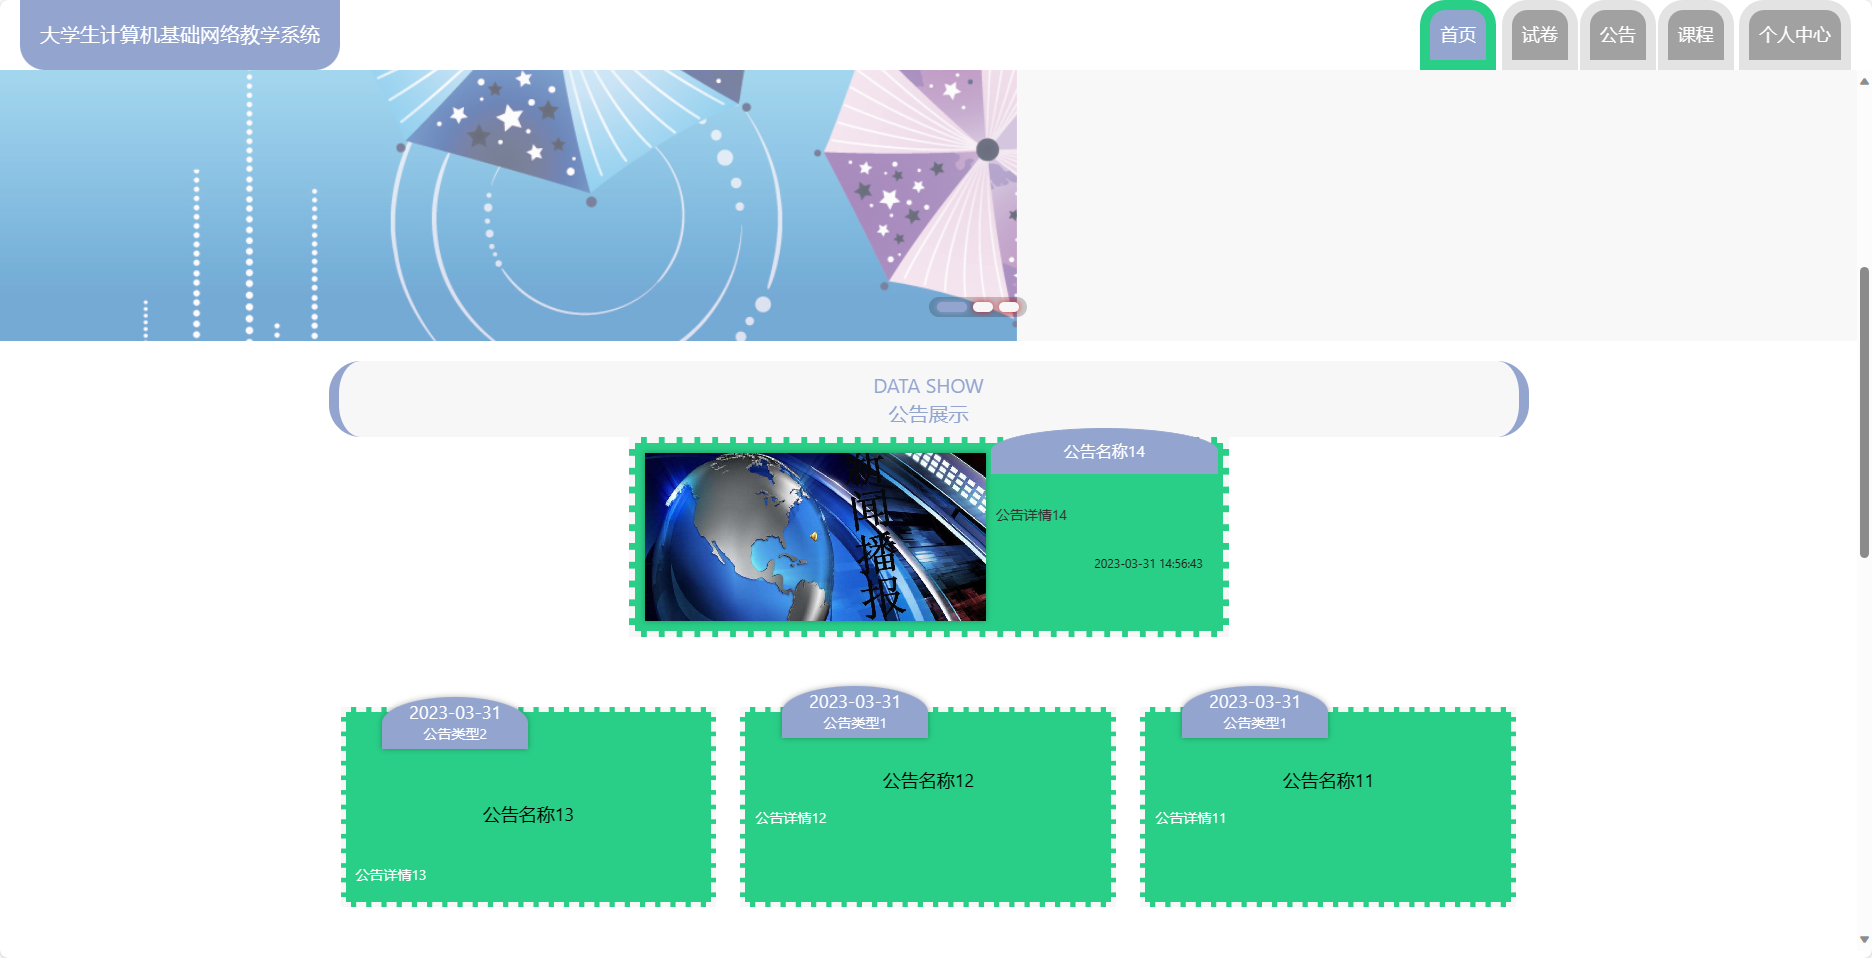 大学生计算机基础网络教学系统
首页
试卷
公告
课程
个人中心
DATA SHOW
公告展示
新闻播报
公告名称14
公告详情14
2023-03-31 14:56:43
2023-03-31
公告类型2
公告名称13
公告详情13
2023-03-31
公告类型1
公告名称12
公告详情12
2023-03-31
公告类型1
公告名称11
公告详情11